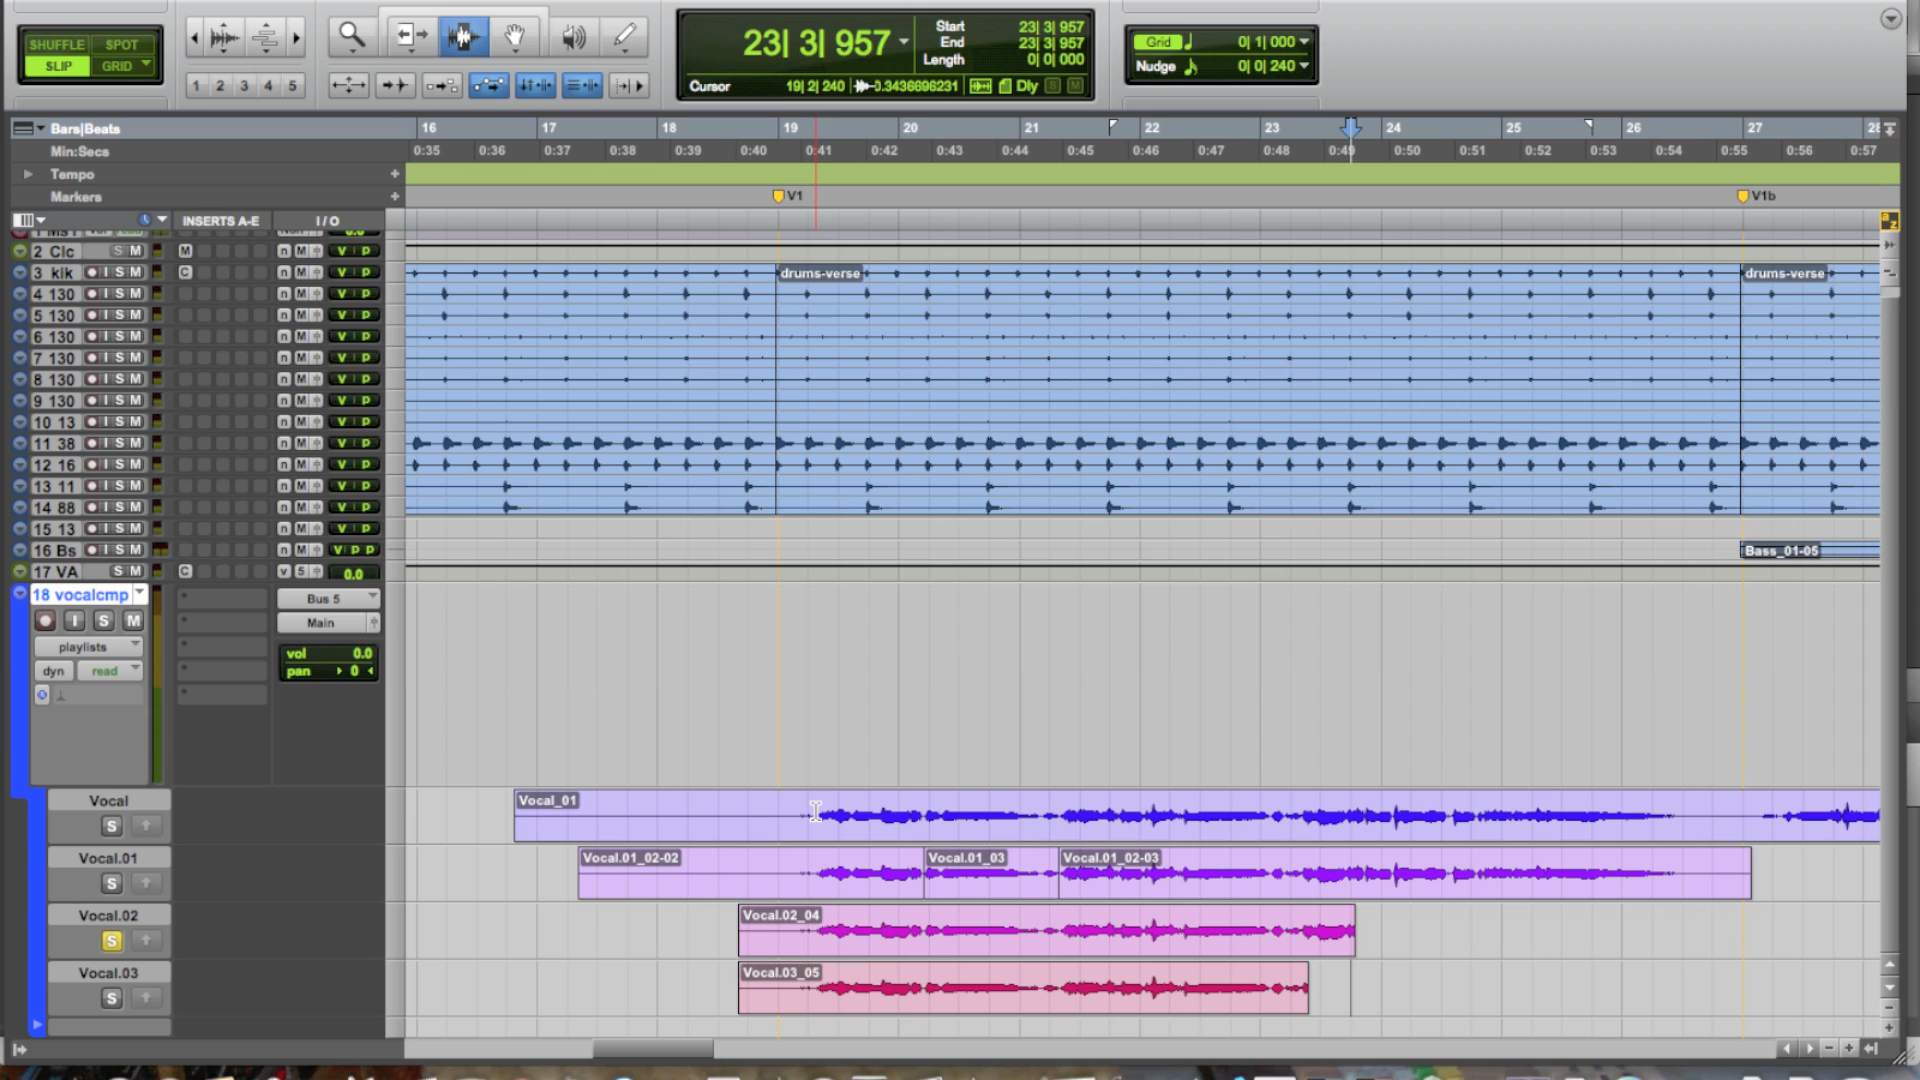 SHUFFLE SPOT
SLIP GRID
1 2 3 4 5
23| 3| 957
Start 23| 3| 957
End 23| 3| 957
Length 0| 0| 000
Cursor 19| 2| 240 -0.3436696231 Dly S M
Grid 0| 1| 000
Nudge 0| 0| 240
Bars|Beats 16 17 18 19 20 21 22 23 24 25 26 27 28
Min:Secs 0:35 0:36 0:37 0:38 0:39 0:40 0:41 0:42 0:43 0:44 0:45 0:46 0:47 0:48 0:49 0:50 0:51 0:52 0:53 0:54 0:55 0:56 0:57
Tempo
Markers V1 V1b
INSERTS A-E I/O
a z
2 Clc S M M n M V P
3 kik I S M C n M V P drums-verse drums-verse
4 130 I S M n M V P
5 130 I S M n M V P
6 130 I S M n M V P
7 130 I S M n M V P
8 130 I S M n M V P
9 130 I S M n M V P
10 13 I S M n M V P
11 38 I S M n M V P
12 16 I S M n M V P
13 11 I S M n M V P
14 88 I S M n M V P
15 13 I S M n M V P
16 Bs I S M n M V P P Bass_01-05
17 VA S M C v 5 0.0
18 vocalcmp Bus 5
I S M Main
playlists vol 0.0
dyn read pan 0
Vocal Vocal_01
S
Vocal.01 Vocal.01_02-02 Vocal.01_03 Vocal.01_02-03
S
Vocal.02 Vocal.02_04
S
Vocal.03 Vocal.03_05
S